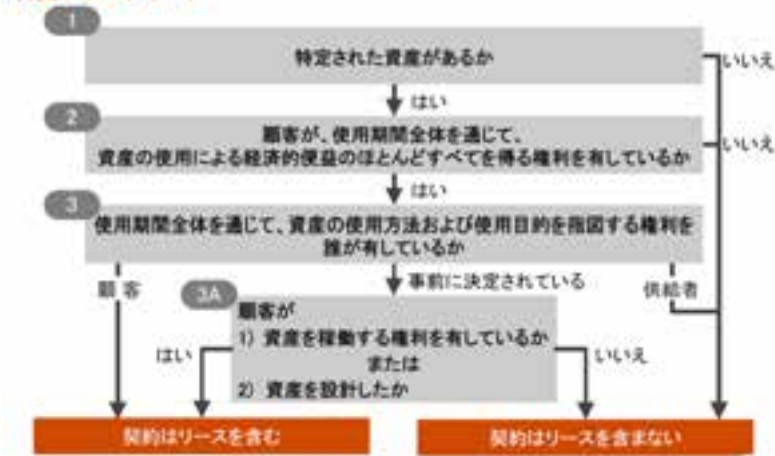 1
特定された資産があるか
いいえ
はい
2
顧客が、使用期間全体を通じて、
資産の使用による経済的便益のほとんどすべてを得る権利を有しているか
いいえ
はい
3
使用期間全体を通じて、資産の使用方法および使用目的を指図する権利を
誰が有しているか
顧客
事前に決定されている
供給者
3A
顧客が
1) 資産を稼働する権利を有しているか
または
2) 資産を設計したか
はい
いいえ
契約はリースを含む
契約はリースを含まない